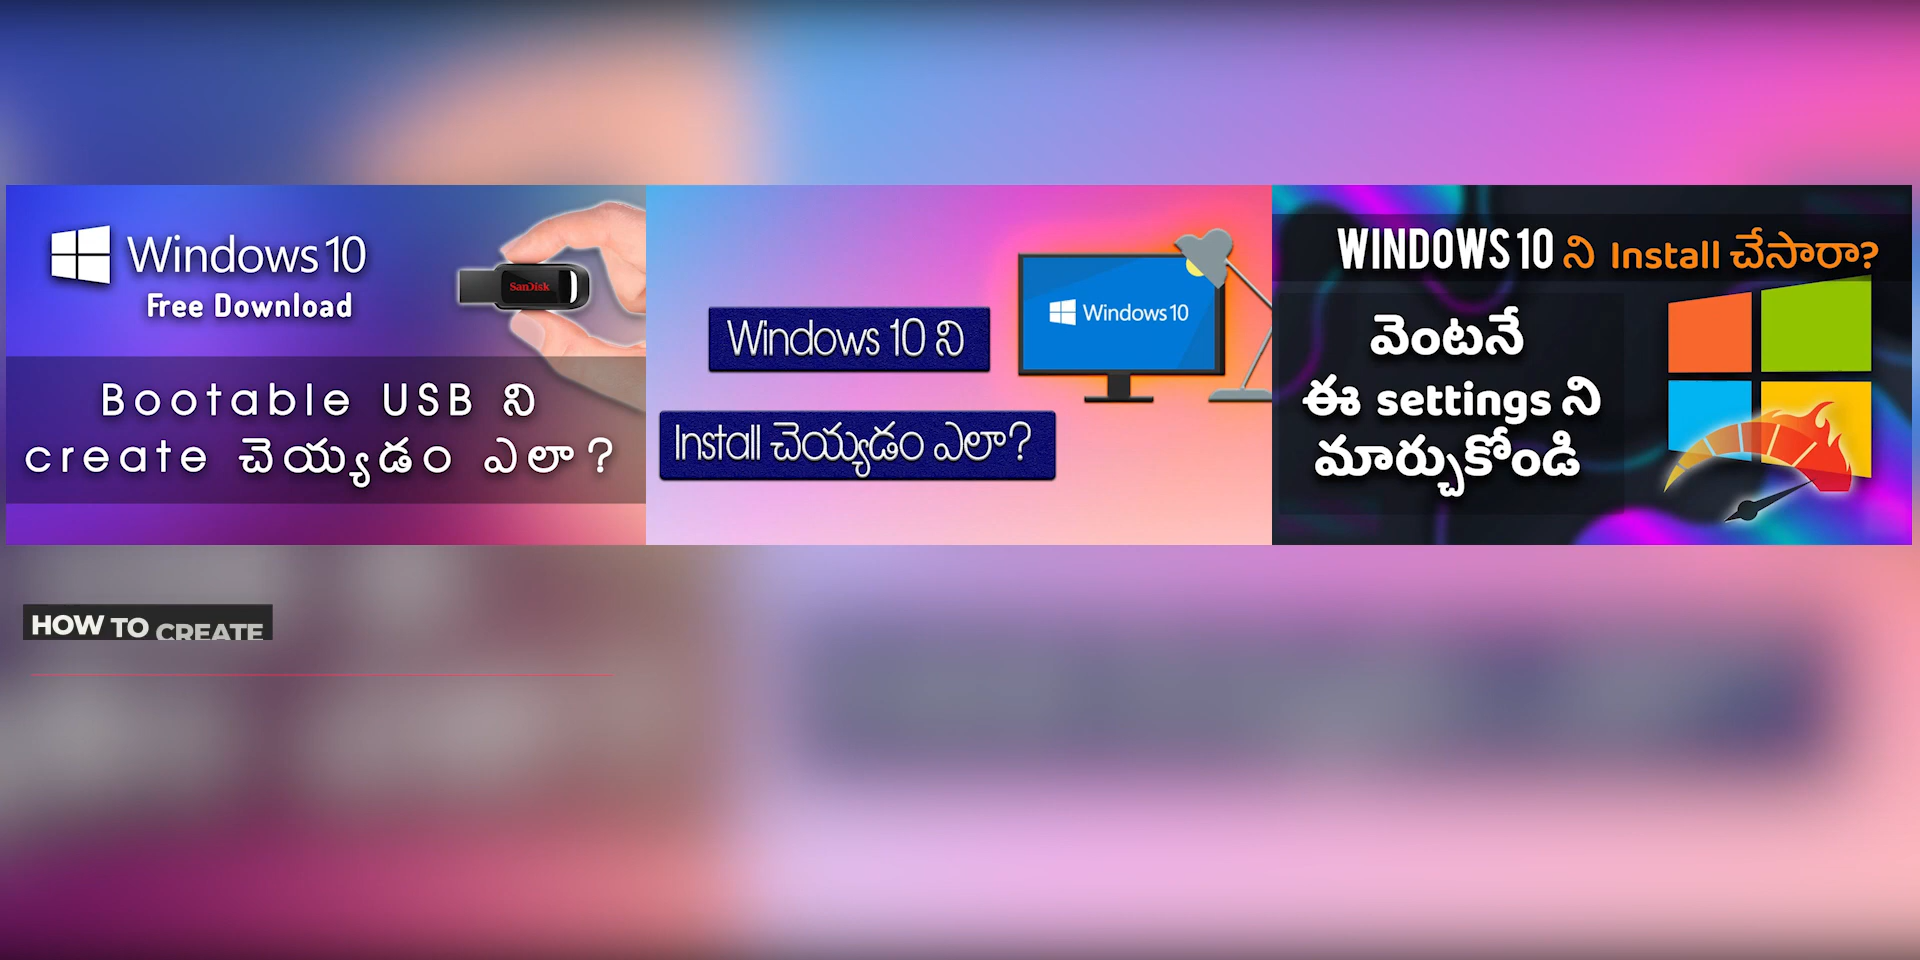 Windows 10
Free Download
SanDisk
Bootable USB ని
create చెయ్యడం ఎలా ?
Windows 10 ని
Install చెయ్యడం ఎలా?
Windows 10
WINDOWS 10 ని Install చేసారా?
వెంటనే
ఈ settings ని
మార్చుకోండి
HOW TO CREATE